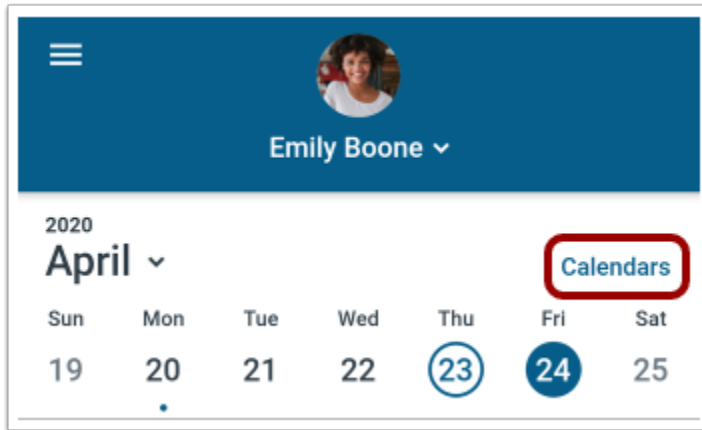 Emily Boone
2020
April
Calendars
Sun Mon Tue Wed Thu Fri Sat
19 20 21 22 23 24 25